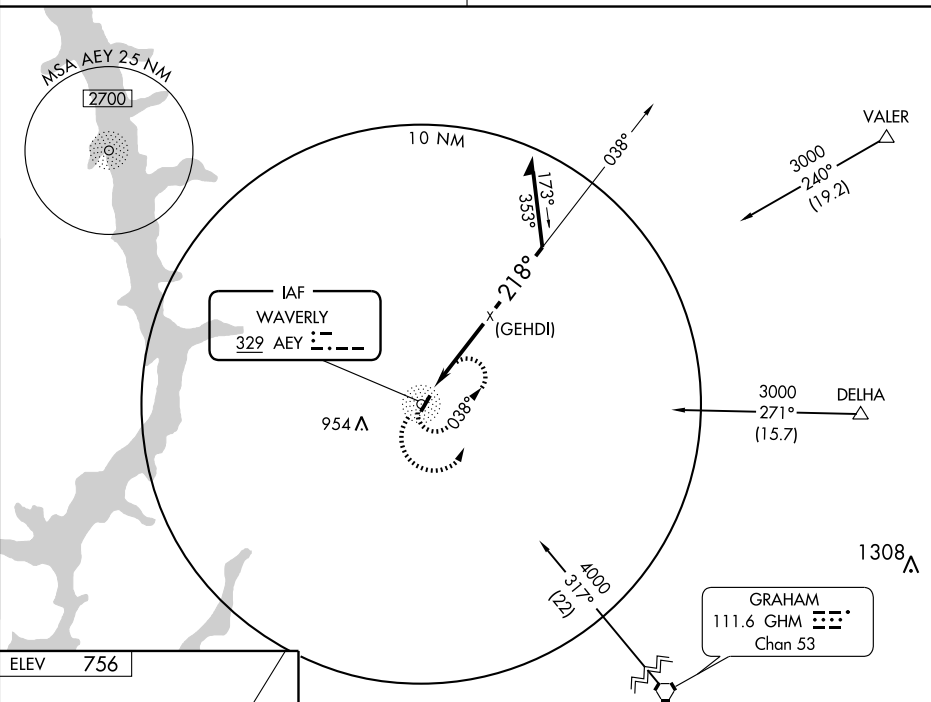 MSA AEY 25 NM
2700
10 NM
038°
VALER
3000
240°
(19.2)
173°
353°
218°
IAF
WAVERLY
329 AEY
(GEHDI)
954
038°
3000
271°
(15.7)
DELHA
4000
317°
(22)
1308
GRAHAM
111.6 GHM
Chan 53
ELEV 756